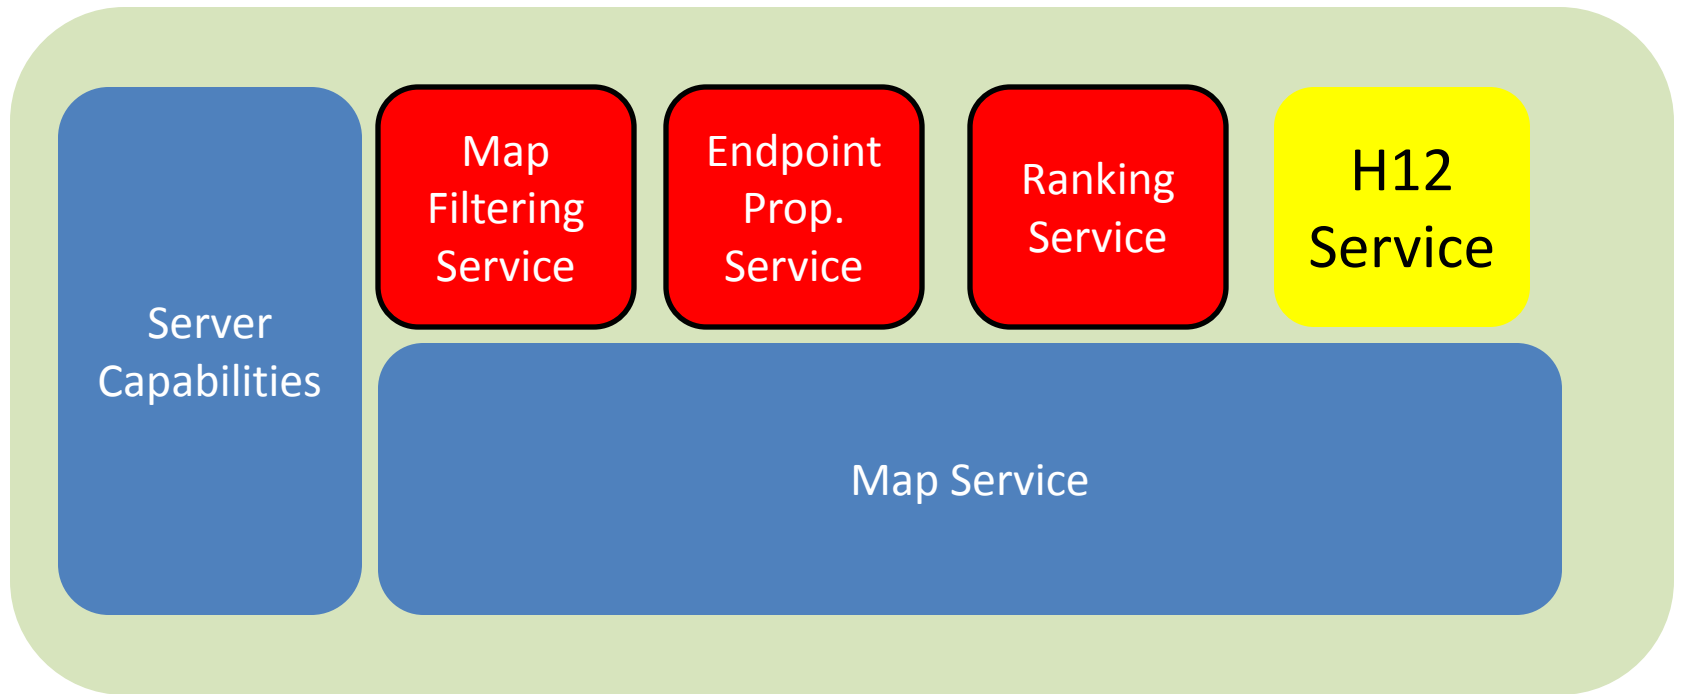 Server
Capabilities
Map
Filtering
Service
Endpoint
Prop.
Service
Ranking
Service
H12
Service
Map Service